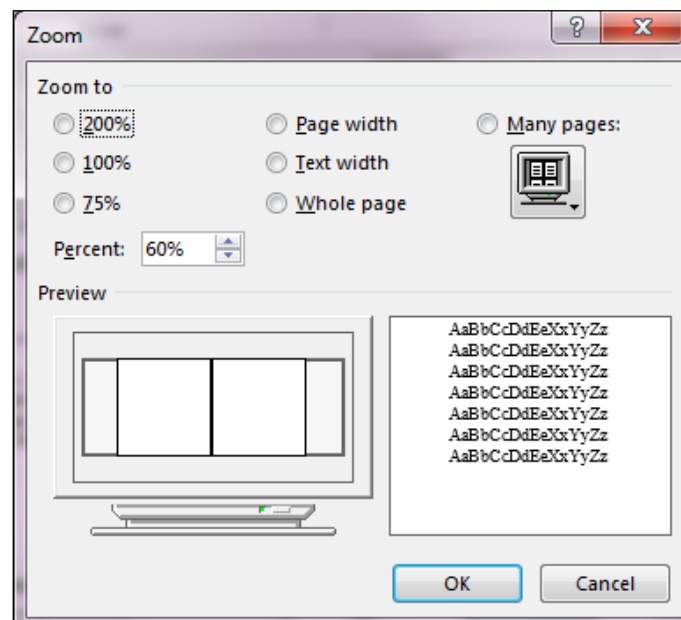 Zoom
Zoom to
200% Page width Many pages:
100% Text width
75% Whole page
Percent: 60%
Preview
AaBbCcDdEeXxYyZz
AaBbCcDdEeXxYyZz
AaBbCcDdEeXxYyZz
AaBbCcDdEeXxYyZz
AaBbCcDdEeXxYyZz
AaBbCcDdEeXxYyZz
AaBbCcDdEeXxYyZz
OK Cancel